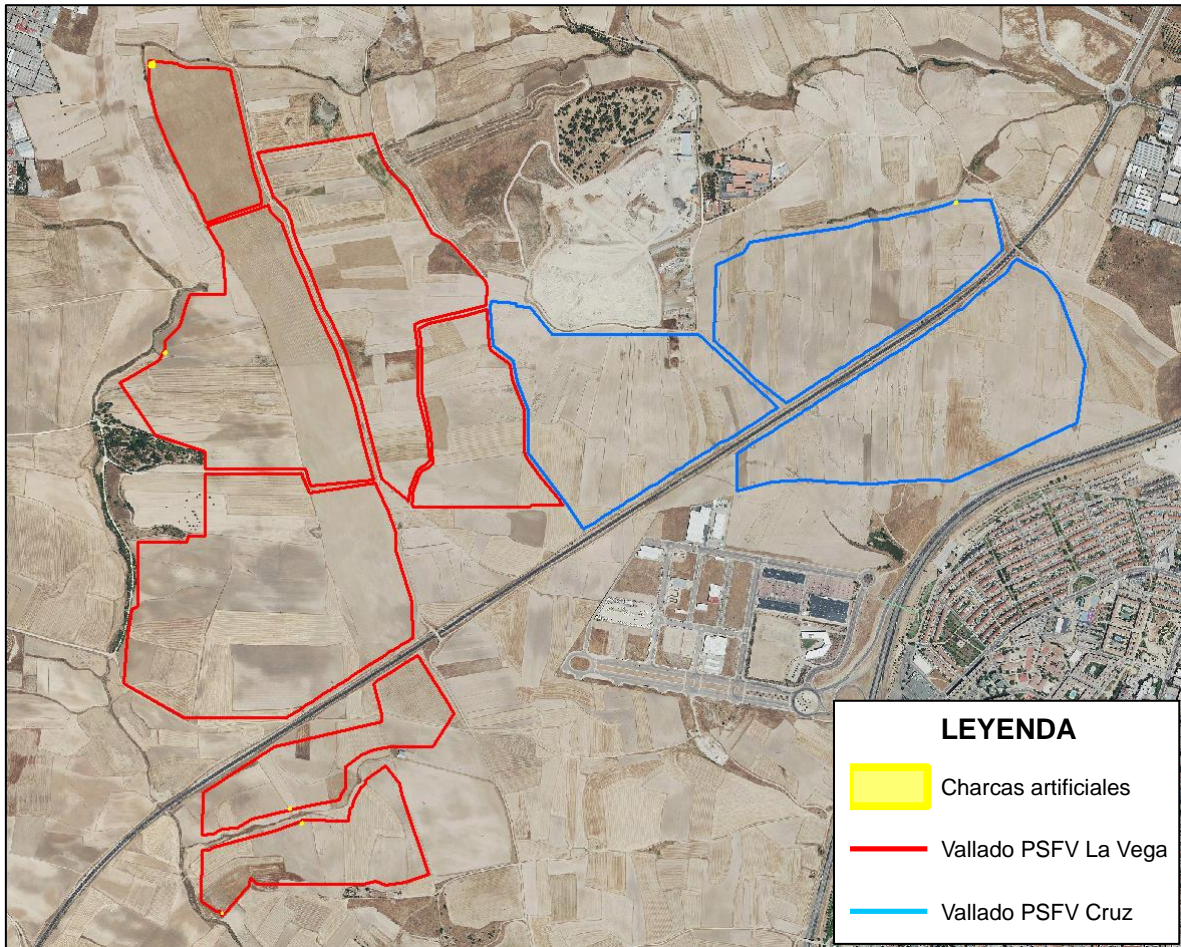 LEYENDA
Charcas artificiales
Vallado PSFV La Vega
Vallado PSFV Cruz